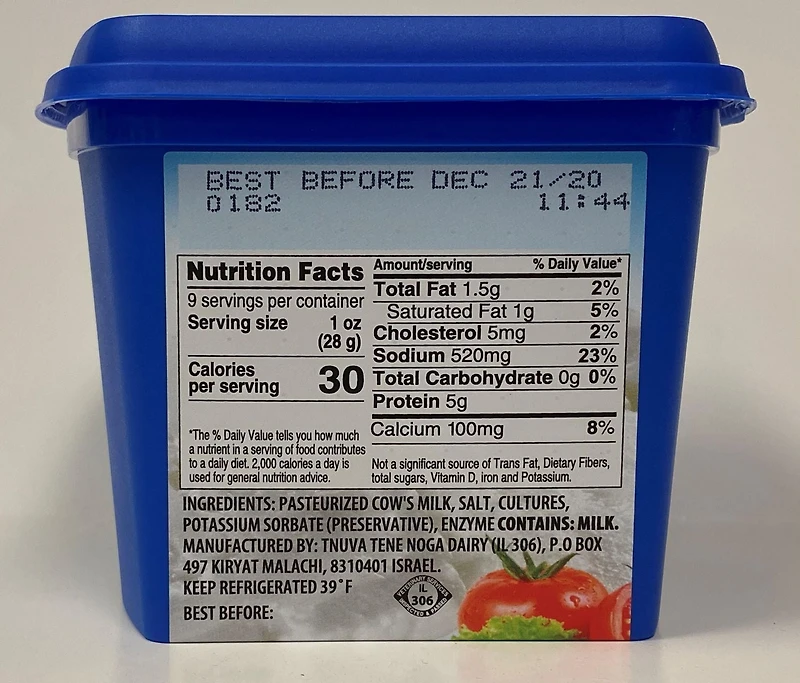 BEST BEFORE DEC 21/20
0182 11:44
Nutrition Facts
9 servings per container
Serving size 1 oz
(28 g)
Calories
per serving 30
*The % Daily Value tells you how much
a nutrient in a serving of food contributes
to a daily diet. 2,000 calories a day is
used for general nutrition advice.
Amount/serving % Daily Value*
Total Fat 1.5g 2%
Saturated Fat 1g 5%
Cholesterol 5mg 2%
Sodium 520mg 23%
Total Carbohydrate 0g 0%
Protein 5g
Calcium 100mg 8%
Not a significant source of Trans Fat, Dietary Fibers,
total sugars, Vitamin D, iron and Potassium.
INGREDIENTS: PASTEURIZED COW'S MILK, SALT, CULTURES,
POTASSIUM SORBATE (PRESERVATIVE), ENZYME CONTAINS: MILK.
MANUFACTURED BY: TNUVA TENE NOGA DAIRY (IL 306), P.O BOX
497 KIRYAT MALACHI, 8310401 ISRAEL.
KEEP REFRIGERATED 39°F
BEST BEFORE:
VETERINARY SERVICES
IL
306
INSPECTED & PASSED